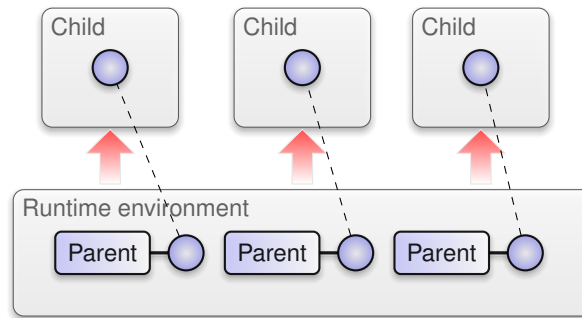 Child
Child
Child
Runtime environment
Parent
Parent
Parent